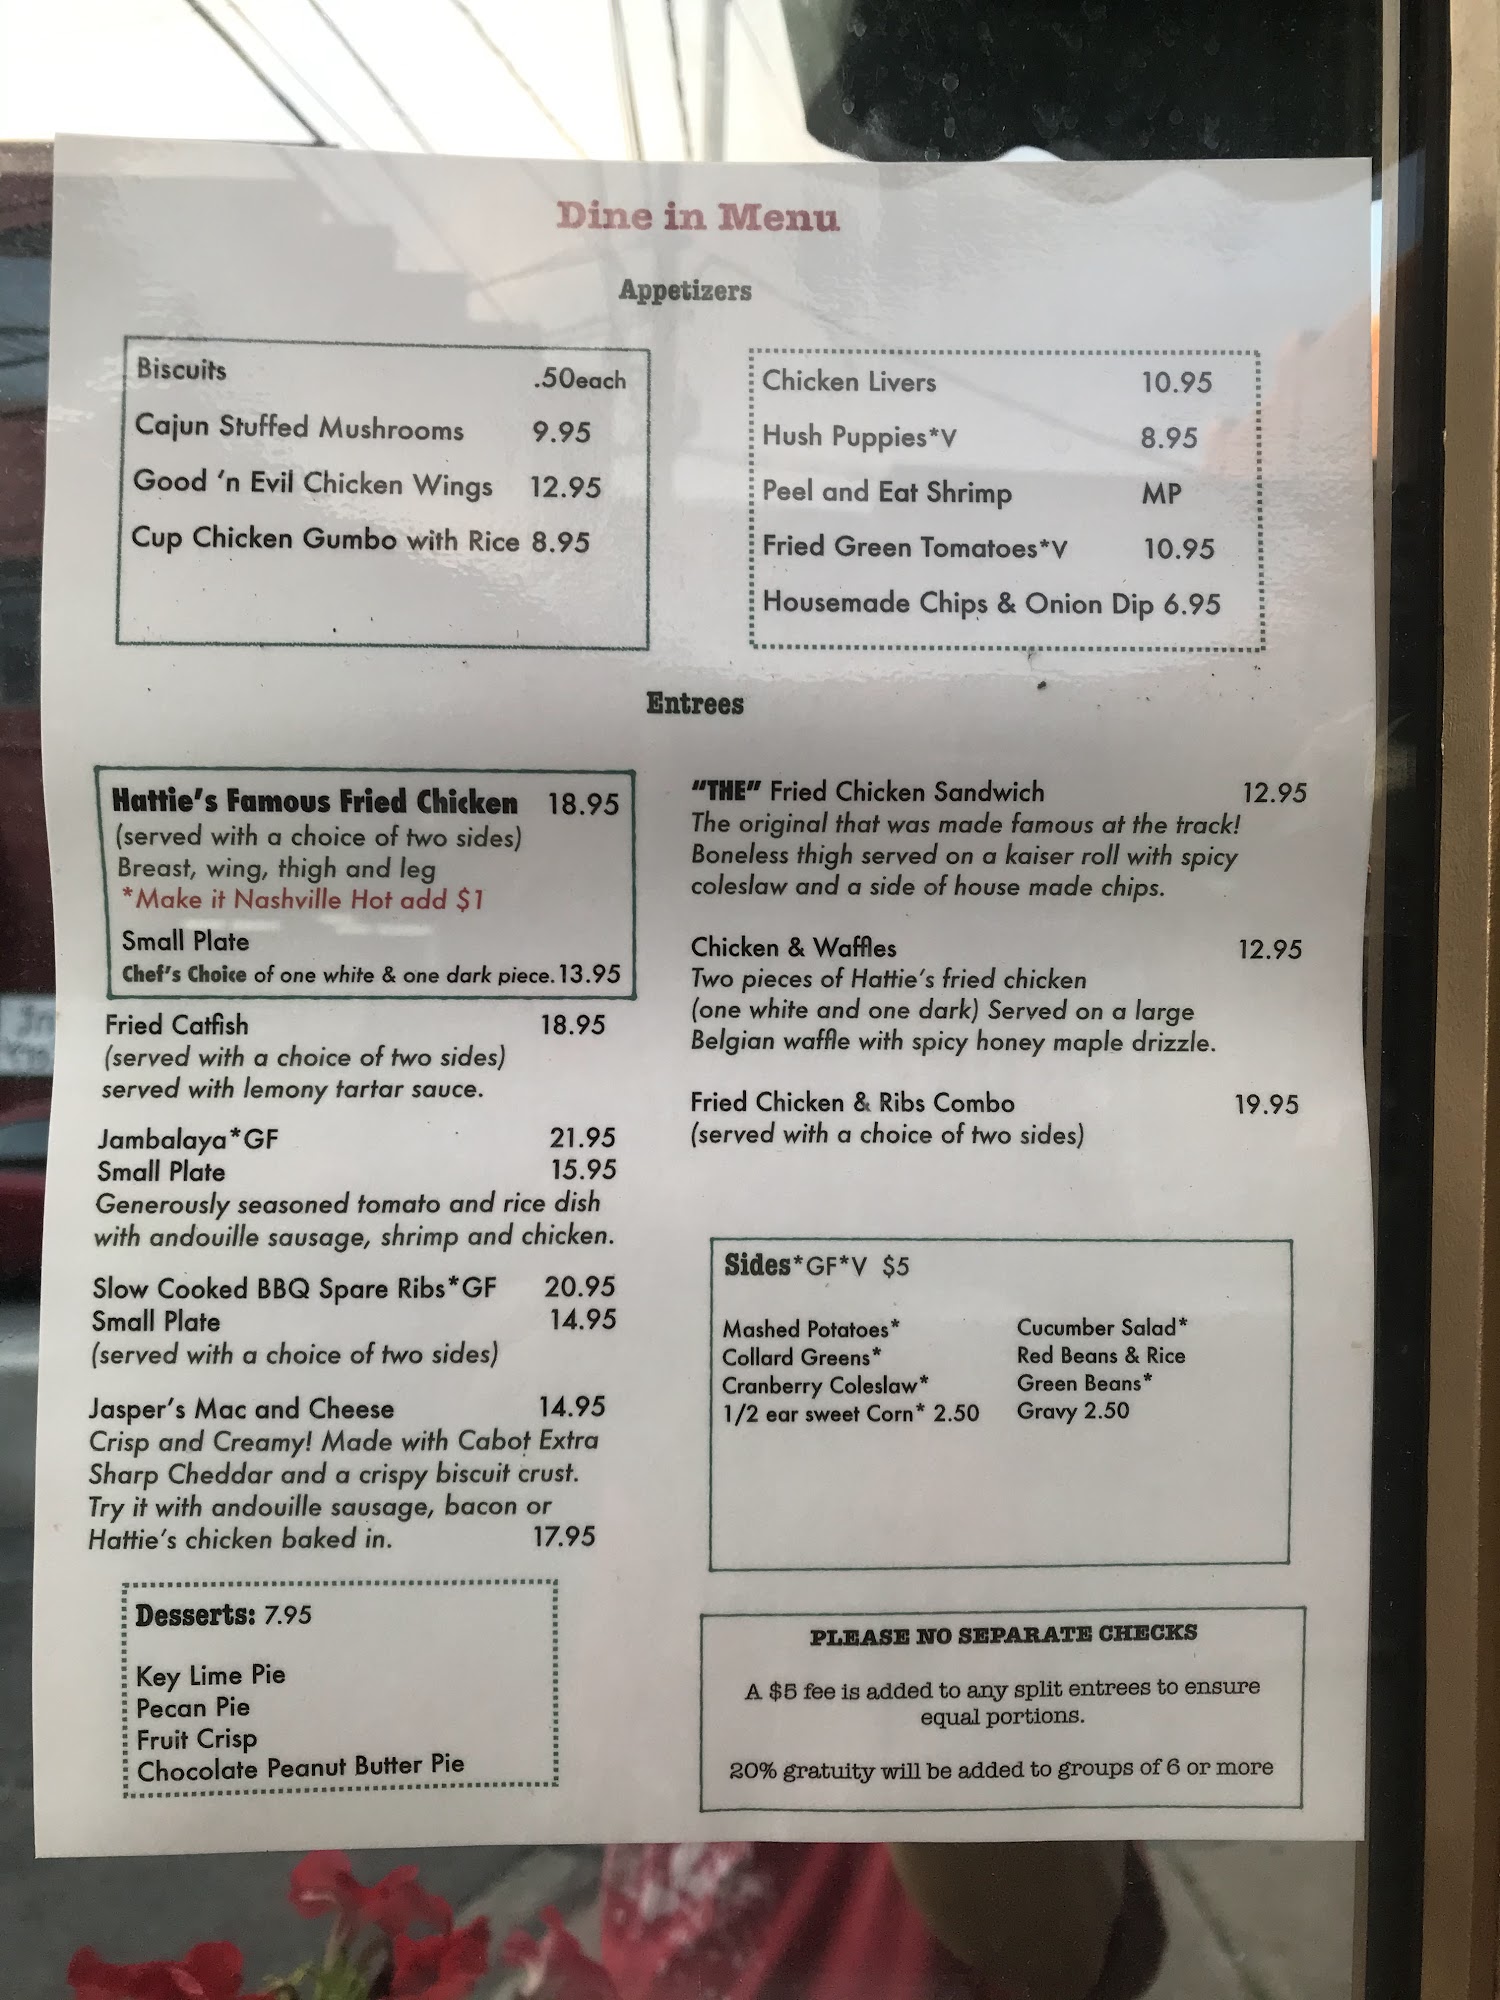 Dine in Menu
Appetizers
Biscuits .50each
Cajun Stuffed Mushrooms 9.95
Good 'n Evil Chicken Wings 12.95
Cup Chicken Gumbo with Rice 8.95
Chicken Livers 10.95
Hush Puppies*V 8.95
Peel and Eat Shrimp MP
Fried Green Tomatoes*V 10.95
Housemade Chips & Onion Dip 6.95
Entrees
Hattie's Famous Fried Chicken 18.95
(served with a choice of two sides)
Breast, wing, thigh and leg
*Make it Nashville Hot add $1
Small Plate
Chef's Choice of one white & one dark piece. 13.95
Fried Catfish 18.95
(served with a choice of two sides)
served with lemony tartar sauce.
Jambalaya*GF 21.95
Small Plate 15.95
Generously seasoned tomato and rice dish
with andouille sausage, shrimp and chicken.
Slow Cooked BBQ Spare Ribs*GF 20.95
Small Plate 14.95
(served with a choice of two sides)
Jasper's Mac and Cheese 14.95
Crisp and Creamy! Made with Cabot Extra
Sharp Cheddar and a crispy biscuit crust.
Try it with andouille sausage, bacon or
Hattie's chicken baked in. 17.95
Desserts: 7.95
Key Lime Pie
Pecan Pie
Fruit Crisp
Chocolate Peanut Butter Pie
"THE" Fried Chicken Sandwich 12.95
The original that was made famous at the track!
Boneless thigh served on a kaiser roll with spicy
coleslaw and a side of house made chips.
Chicken & Waffles 12.95
Two pieces of Hattie's fried chicken
(one white and one dark) Served on a large
Belgian waffle with spicy honey maple drizzle.
Fried Chicken & Ribs Combo 19.95
(served with a choice of two sides)
Sides*GF*V $5
Mashed Potatoes*
Collard Greens*
Cranberry Coleslaw*
1/2 ear sweet Corn* 2.50
Cucumber Salad*
Red Beans & Rice
Green Beans*
Gravy 2.50
PLEASE NO SEPARATE CHECKS
A $5 fee is added to any split entrees to ensure
equal portions.
20% gratuity will be added to groups of 6 or more